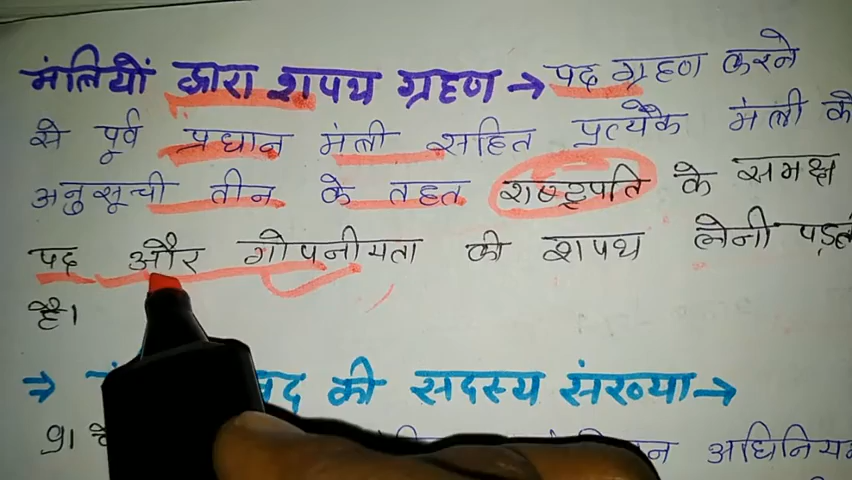 मंत्रियों द्वारा शपथ ग्रहण → पद ग्रहण करने
से पूर्व प्रधान मंत्री सहित प्रत्येक मंत्री को
अनुसूची तीन के तहत राष्ट्रपति के समक्ष
पद और गोपनीयता की शपथ लेनी पड़ती
है।
→ की सदस्य संख्या →
91 अधिनियम